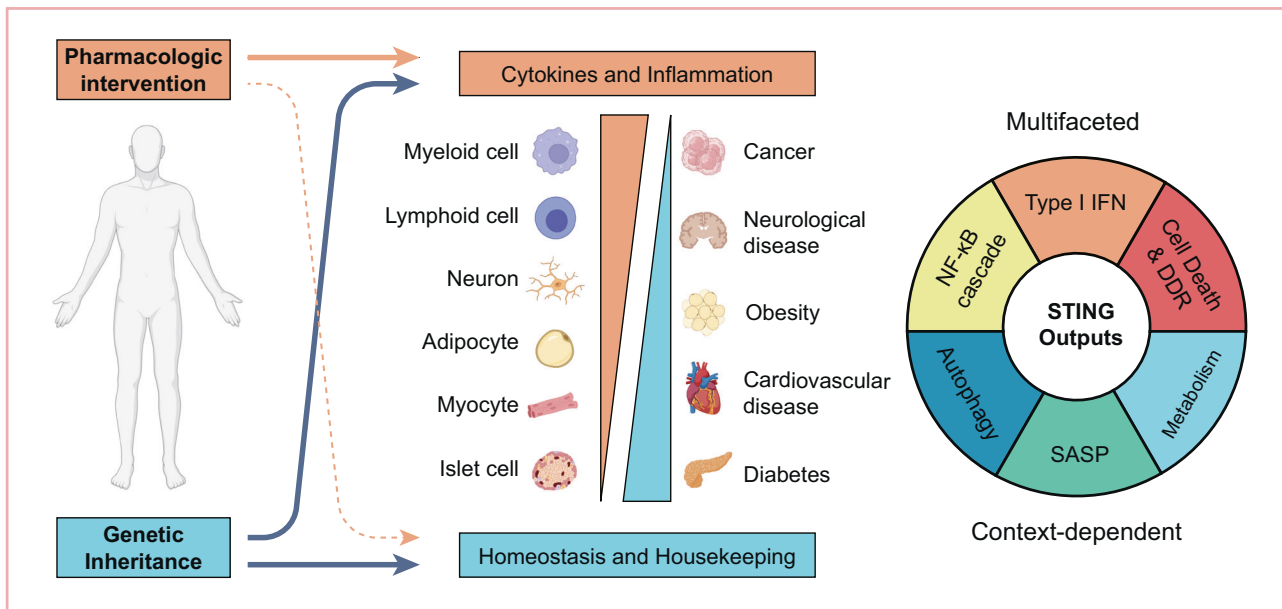 Pharmacologic
intervention
Cytokines and Inflammation
Myeloid cell
Lymphoid cell
Neuron
Adipocyte
Myocyte
Islet cell
Cancer
Neurological
disease
Obesity
Cardiovascular
disease
Diabetes
Genetic
Inheritance
Homeostasis and Housekeeping
Multifaceted
Type I IFN
Cell Death
& DDR
Metabolism
SASP
Autophagy
NF-κB
cascade
STING
Outputs
Context-dependent